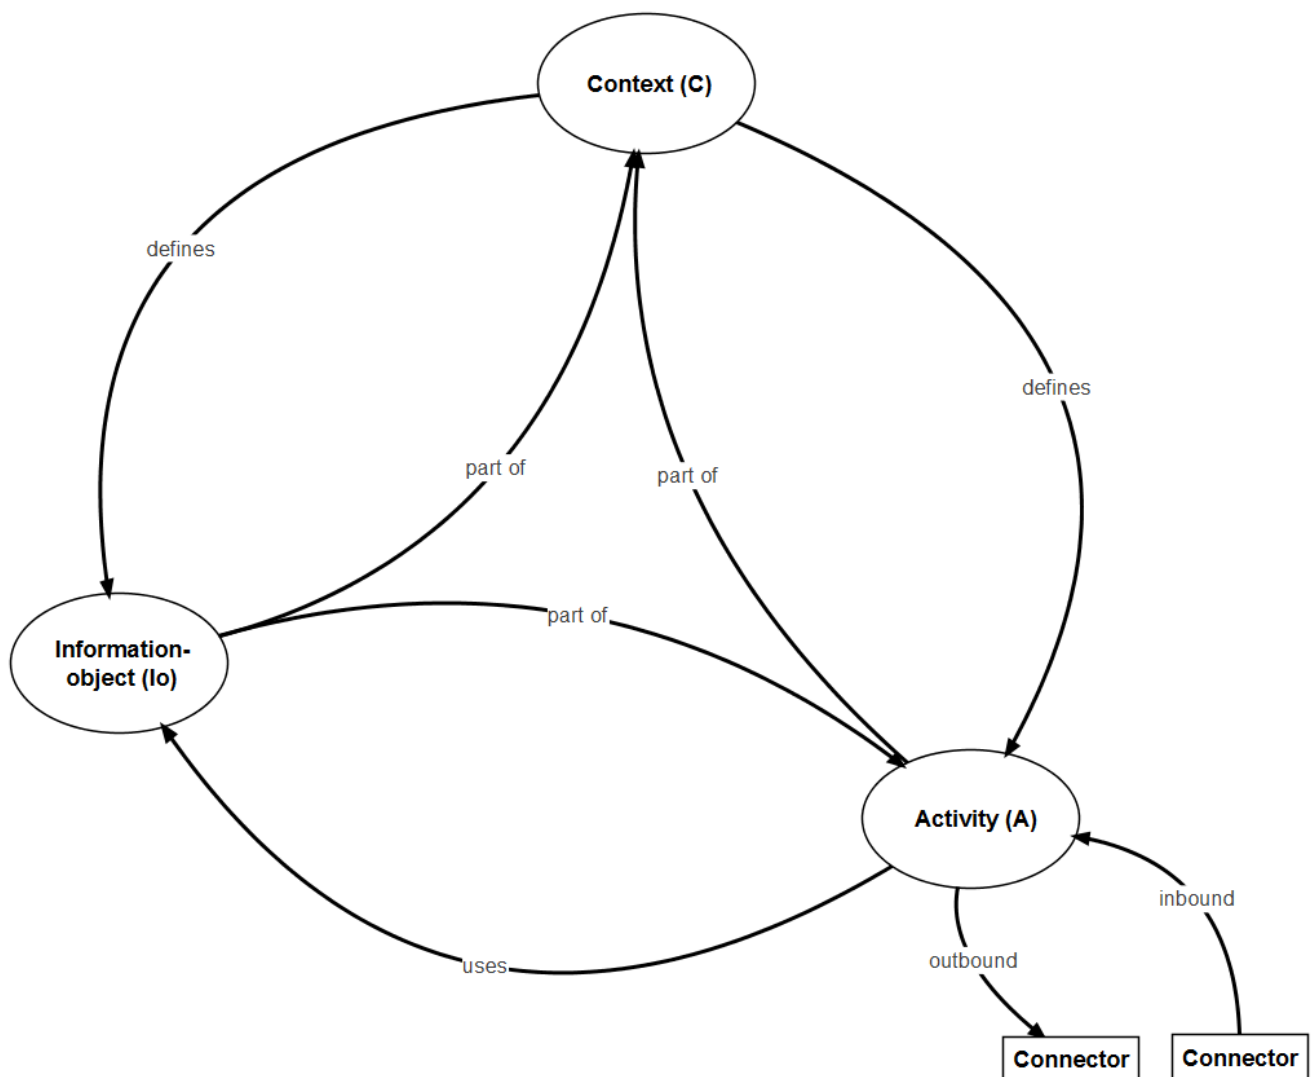 Context (C)
defines
defines
part of
part of
part of
Information-
object (Io)
Activity (A)
inbound
outbound
uses
Connector
Connector